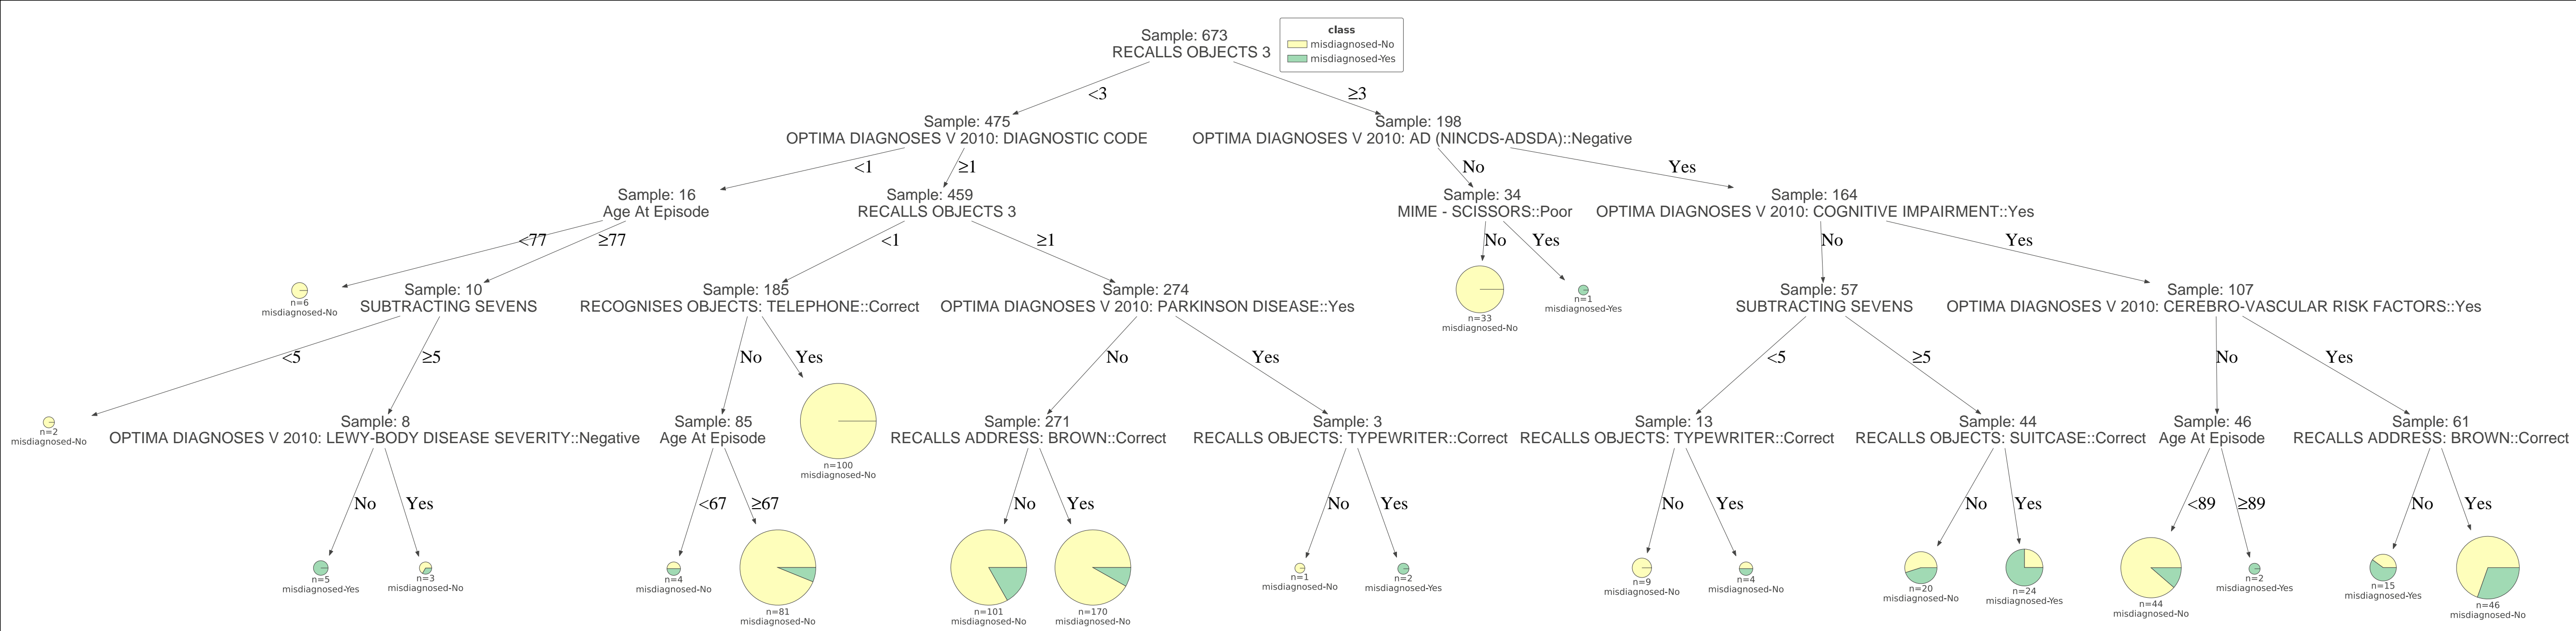 Sample: 673
RECALLS OBJECTS 3
class
misdiagnosed-No
misdiagnosed-Yes
<3
≥3
Sample: 475
OPTIMA DIAGNOSES V 2010: DIAGNOSTIC CODE
Sample: 198
OPTIMA DIAGNOSES V 2010: AD (NINCDS-ADSDA)::Negative
<1
≥1
No
Yes
Sample: 16
Age At Episode
Sample: 459
RECALLS OBJECTS 3
Sample: 34
MIME - SCISSORS::Poor
Sample: 164
OPTIMA DIAGNOSES V 2010: COGNITIVE IMPAIRMENT::Yes
<77
≥77
<1
≥1
No
Yes
No
Yes
n=6
misdiagnosed-No
Sample: 10
SUBTRACTING SEVENS
Sample: 185
RECOGNISES OBJECTS: TELEPHONE::Correct
Sample: 274
OPTIMA DIAGNOSES V 2010: PARKINSON DISEASE::Yes
n=33
misdiagnosed-No
n=1
misdiagnosed-Yes
Sample: 57
SUBTRACTING SEVENS
Sample: 107
OPTIMA DIAGNOSES V 2010: CEREBRO-VASCULAR RISK FACTORS::Yes
<5
≥5
No
Yes
No
Yes
<5
≥5
No
Yes
n=2
misdiagnosed-No
Sample: 8
OPTIMA DIAGNOSES V 2010: LEWY-BODY DISEASE SEVERITY::Negative
Sample: 85
Age At Episode
n=100
misdiagnosed-No
Sample: 271
RECALLS ADDRESS: BROWN::Correct
Sample: 3
RECALLS OBJECTS: TYPEWRITER::Correct
Sample: 13
RECALLS OBJECTS: TYPEWRITER::Correct
Sample: 44
RECALLS OBJECTS: SUITCASE::Correct
Sample: 46
Age At Episode
Sample: 61
RECALLS ADDRESS: BROWN::Correct
No
Yes
<67
≥67
No
Yes
No
Yes
No
Yes
No
Yes
<89
≥89
No
Yes
n=5
misdiagnosed-Yes
n=3
misdiagnosed-No
n=4
misdiagnosed-No
n=81
misdiagnosed-No
n=101
misdiagnosed-No
n=170
misdiagnosed-No
n=1
misdiagnosed-No
n=2
misdiagnosed-Yes
n=9
misdiagnosed-No
n=4
misdiagnosed-No
n=20
misdiagnosed-No
n=24
misdiagnosed-Yes
n=44
misdiagnosed-No
n=2
misdiagnosed-Yes
n=15
misdiagnosed-Yes
n=46
misdiagnosed-No